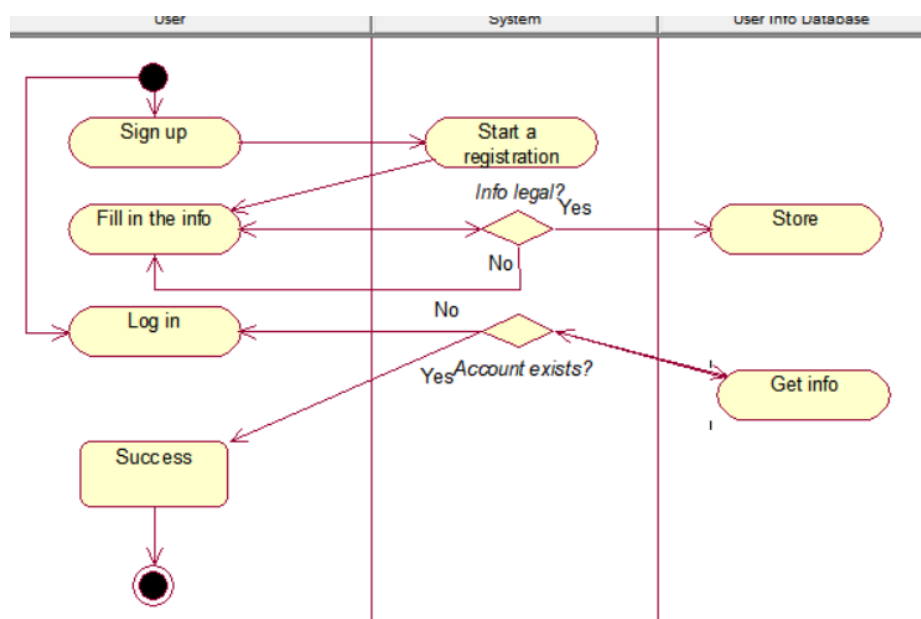 User System User Info Database
Sign up
Start a
registration
Info legal?
Yes
Fill in the info
Store
No
No
Log in
Yes
Account exists?
Get info
Success